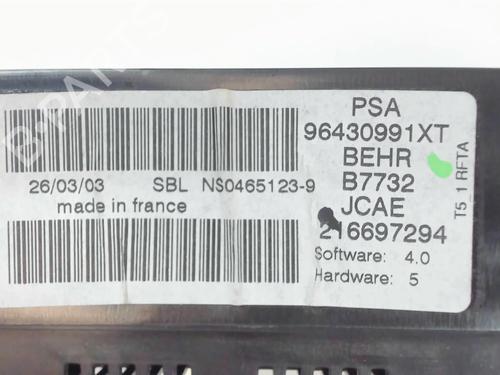 PSA
96430991XT
BEHR
B7732
JCAE
216697294
Software: 4.0
Hardware: 5
26/03/03 SBL NS0465123-9
made in france
T5 1 RFTA
B-PARTS